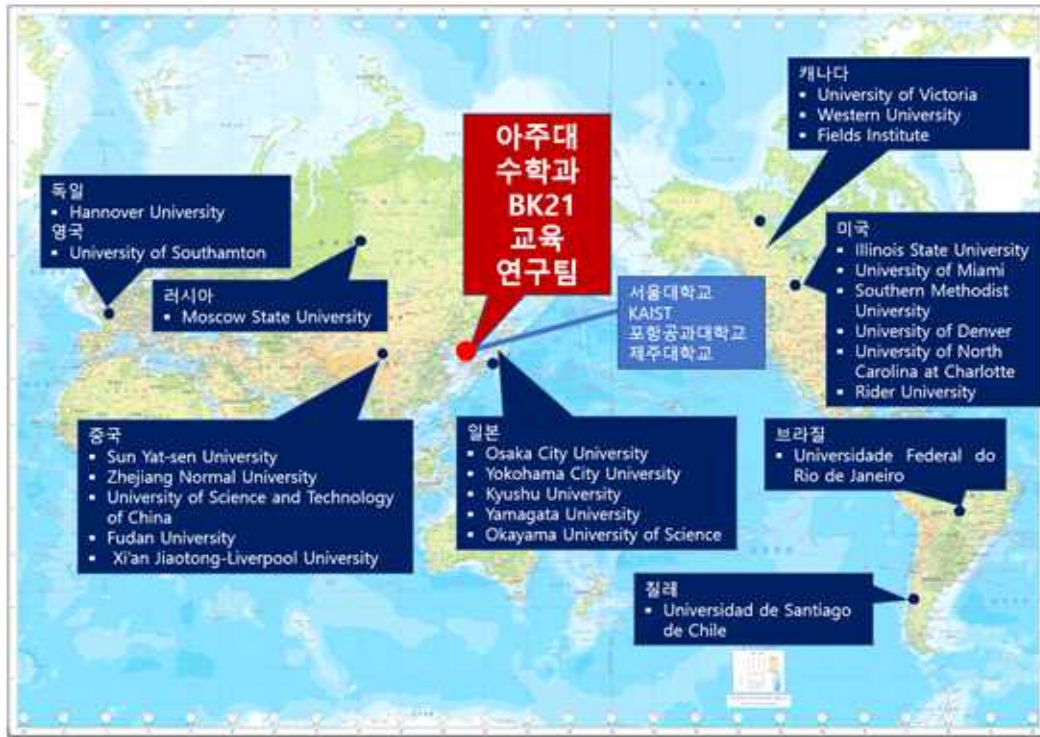 아주대
수학과
BK21
교육
연구팀
캐나다
▪ University of Victoria
▪ Western University
▪ Fields Institute
독일
▪ Hannover University
영국
▪ University of Southamton
러시아
▪ Moscow State University
서울대학교
KAIST
포항공과대학교
제주대학교
미국
▪ Illinois State University
▪ University of Miami
▪ Southern Methodist
University
▪ University of Denver
▪ University of North
Carolina at Charlotte
▪ Rider University
중국
▪ Sun Yat-sen University
▪ Zhejiang Normal University
▪ University of Science and Technology
of China
▪ Fudan University
▪ Xi'an Jiaotong-Liverpool University
일본
▪ Osaka City University
▪ Yokohama City University
▪ Kyushu University
▪ Yamagata University
▪ Okayama University of Science
브라질
▪ Universidade Federal do
Rio de Janeiro
칠레
▪ Universidad de Santiago
de Chile